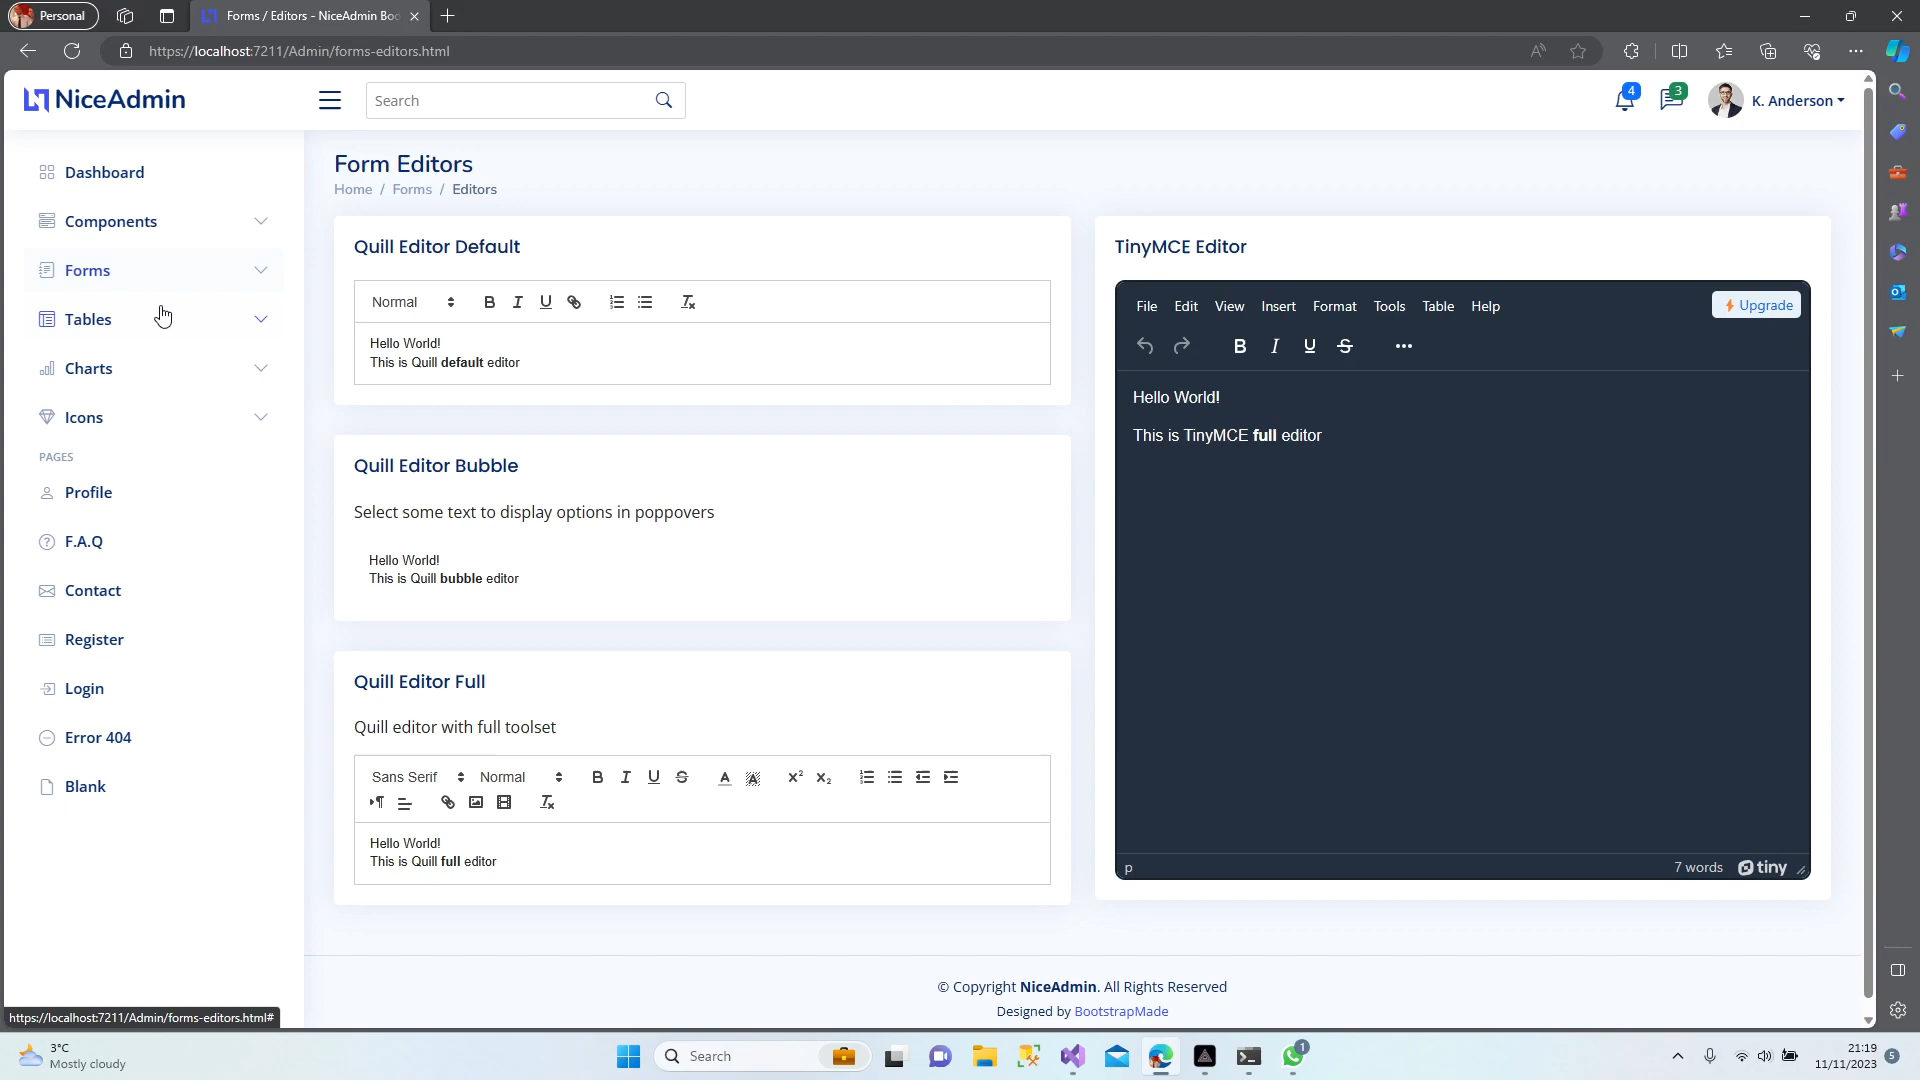 Personal
Forms / Editors - NiceAdmin Boo
https://localhost:7211/Admin/forms-editors.html
NiceAdmin
Search
4
3
K. Anderson
Dashboard
Components
Forms
Tables
Charts
Icons
PAGES
Profile
F.A.Q
Contact
Register
Login
Error 404
Blank
Form Editors
Home / Forms / Editors
Quill Editor Default
Normal
Hello World!
This is Quill default editor
Quill Editor Bubble
Select some text to display options in poppovers
Hello World!
This is Quill bubble editor
Quill Editor Full
Quill editor with full toolset
Sans Serif Normal
Hello World!
This is Quill full editor
TinyMCE Editor
File Edit View Insert Format Tools Table Help
Upgrade
Hello World!
This is TinyMCE full editor
p
7 words
tiny
© Copyright NiceAdmin. All Rights Reserved
Designed by BootstrapMade
https://localhost:7211/Admin/forms-editors.html#
3°C
Mostly cloudy
Search
1
21:19
11/11/2023
5